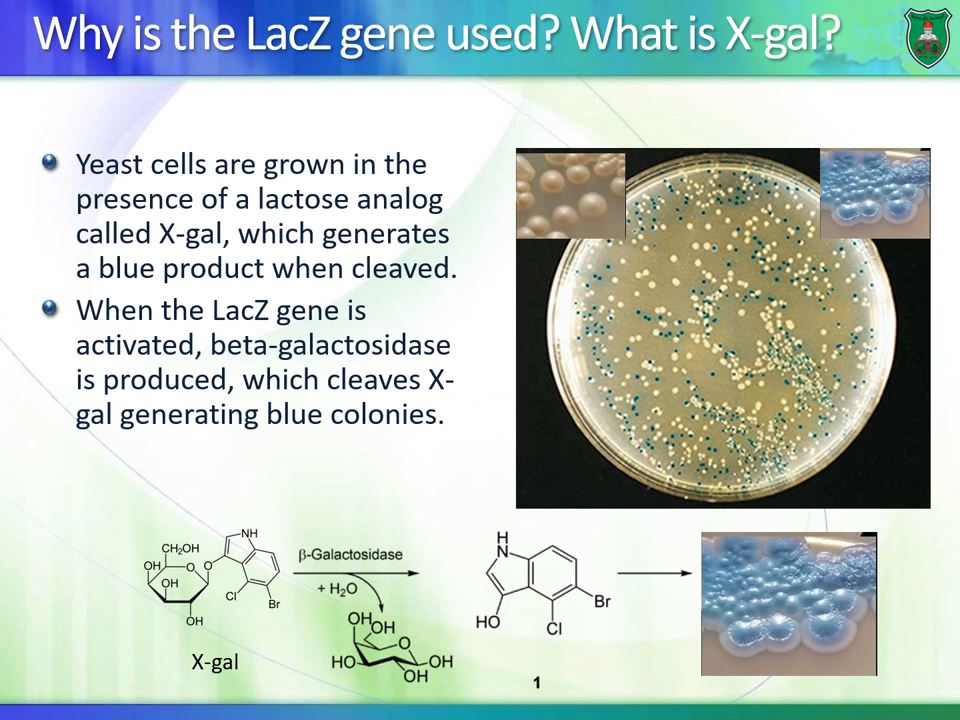 Why is the LacZ gene used? What is X-gal?
Yeast cells are grown in the
presence of a lactose analog
called X-gal, which generates
a blue product when cleaved.
When the LacZ gene is
activated, beta-galactosidase
is produced, which cleaves X-
gal generating blue colonies.
NH
CH₂OH
OH
O
O
OH
Cl
Br
OH
X-gal
β-Galactosidase
+ H₂O
OH
OH
O
HO
OH
OH
H
N
HO
Cl
Br
1